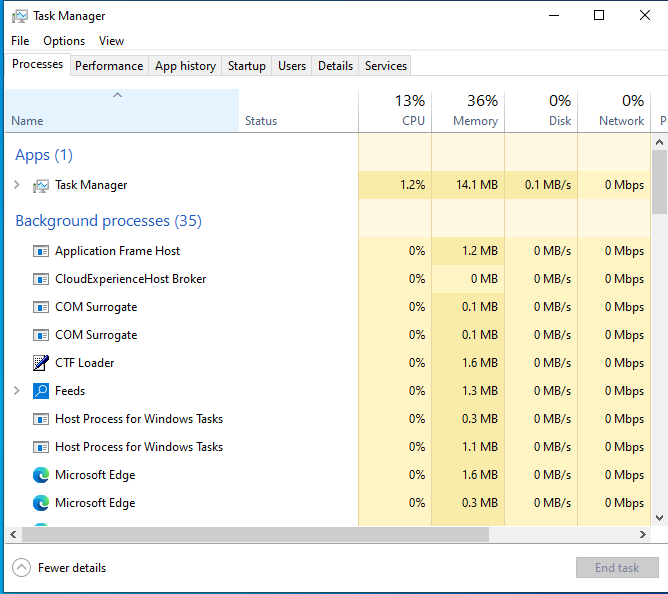 Task Manager
File Options View
Processes Performance App history Startup Users Details Services
13% 36% 0% 0%
Name Status CPU Memory Disk Network P
Apps (1)
Task Manager 1.2% 14.1 MB 0.1 MB/s 0 Mbps
Background processes (35)
Application Frame Host 0% 1.2 MB 0 MB/s 0 Mbps
CloudExperienceHost Broker 0% 0 MB 0 MB/s 0 Mbps
COM Surrogate 0% 0.1 MB 0 MB/s 0 Mbps
COM Surrogate 0% 0.1 MB 0 MB/s 0 Mbps
CTF Loader 0% 1.6 MB 0 MB/s 0 Mbps
Feeds 0% 1.3 MB 0 MB/s 0 Mbps
Host Process for Windows Tasks 0% 0.3 MB 0 MB/s 0 Mbps
Host Process for Windows Tasks 0% 1.1 MB 0 MB/s 0 Mbps
Microsoft Edge 0% 1.6 MB 0 MB/s 0 Mbps
Microsoft Edge 0% 0.3 MB 0 MB/s 0 Mbps
Fewer details End task